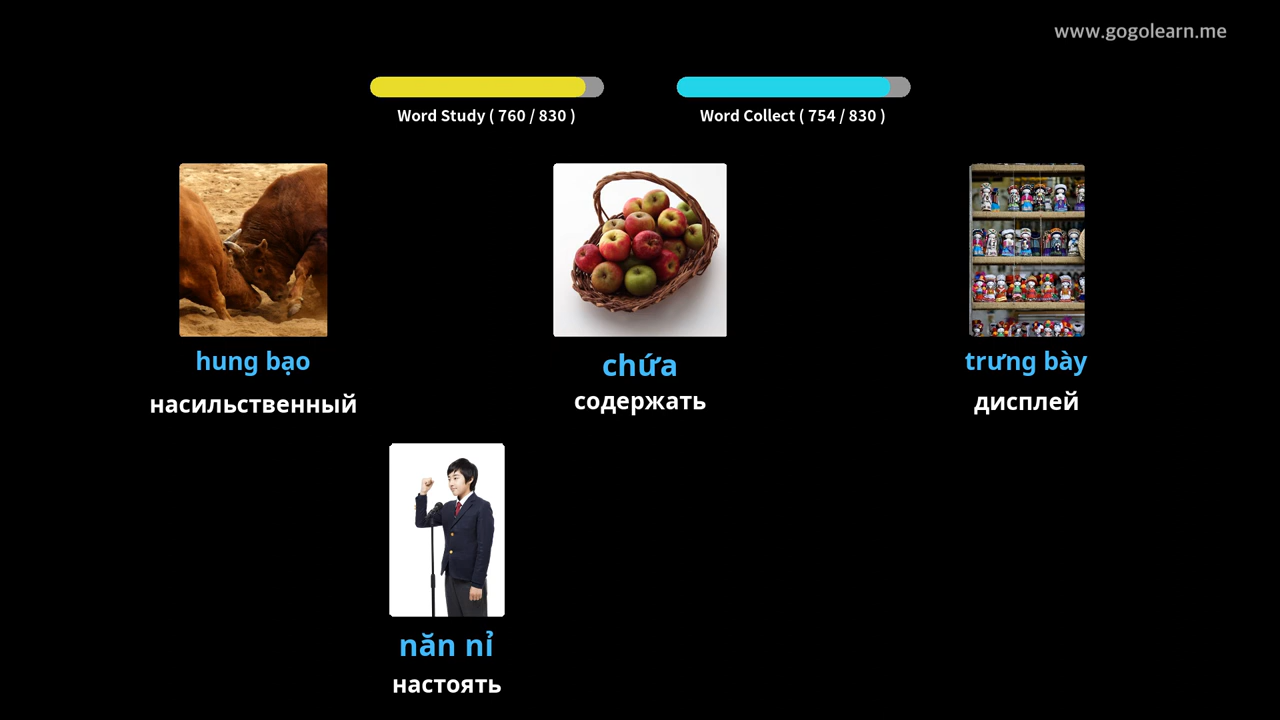 www.gogolearn.me
Word Study ( 760 / 830 )
Word Collect ( 754 / 830 )
hung bạo
насильственный
chứa
содержать
trưng bày
дисплей
năn nỉ
настоять